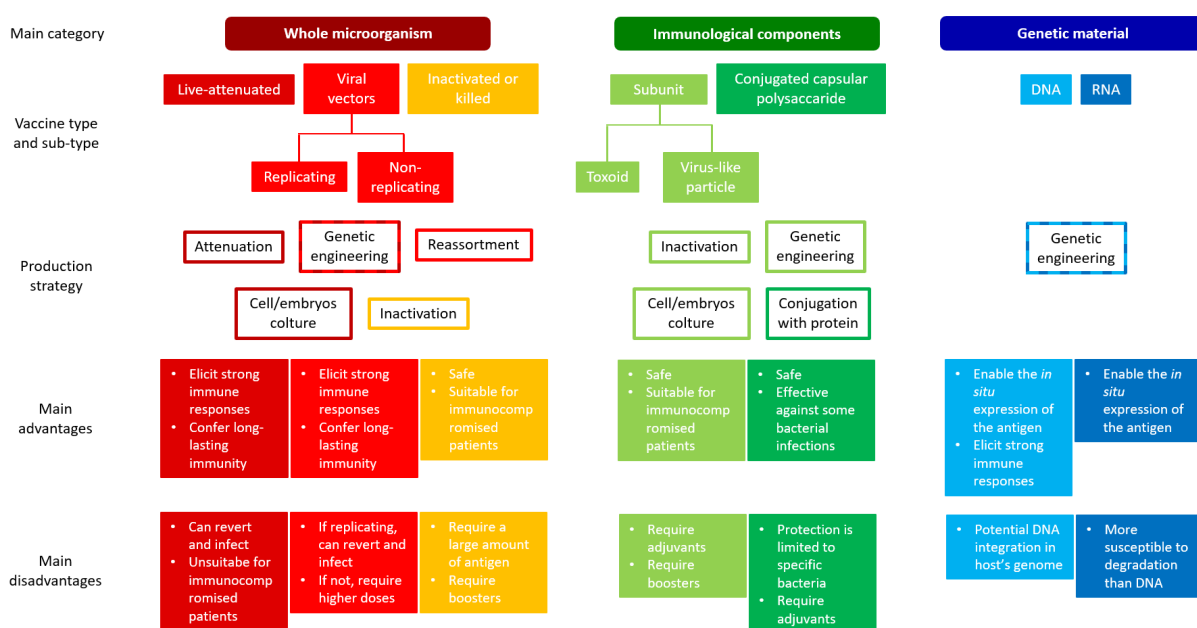 Main category
Whole microorganism
Immunological components
Genetic material
Vaccine type
and sub-type
Live-attenuated
Viral
vectors
Inactivated or
killed
Subunit
Conjugated capsular
polysaccaride
DNA
RNA
Replicating
Non-
replicating
Toxoid
Virus-like
particle
Production
strategy
Attenuation
Genetic
engineering
Reassortment
Inactivation
Genetic
engineering
Genetic
engineering
Cell/embryos
colture
Inactivation
Cell/embryos
colture
Conjugation
with protein
Main
advantages
• Elicit strong
immune
responses
• Confer long-
lasting
immunity
• Elicit strong
immune
responses
• Confer long-
lasting
immunity
• Safe
• Suitable for
immunocomp
romised
patients
• Safe
• Suitable for
immunocomp
romised
patients
• Safe
• Effective
against some
bacterial
infections
• Enable the in
situ
expression of
the antigen
• Elicit strong
immune
responses
• Enable the in
situ
expression of
the antigen
Main
disadvantages
• Can revert
and infect
• Unsuitabe for
immunocomp
romised
patients
• If replicating,
can revert and
infect
• If not, require
higher doses
• Require a
large amount
of antigen
• Require
boosters
• Require
adjuvants
• Require
boosters
• Protection is
limited to
specific
bacteria
• Require
adjuvants
• Potential DNA
integration in
host's genome
• More
susceptible to
degradation
than DNA